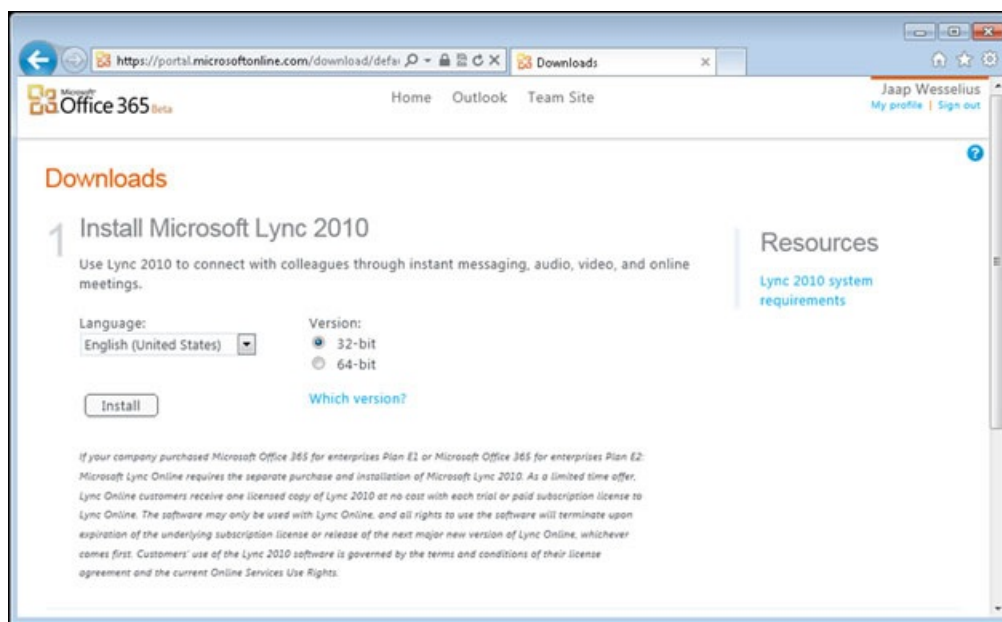 https://portal.microsoftonline.com/download/defau
Downloads
Microsoft
Office 365 Beta
Home Outlook Team Site
Jaap Wesselius
My profile | Sign out
Downloads
1 Install Microsoft Lync 2010
Use Lync 2010 to connect with colleagues through instant messaging, audio, video, and online
meetings.
Language:
English (United States)
Version:
32-bit
64-bit
Install
Which version?
Resources
Lync 2010 system
requirements
If your company purchased Microsoft Office 365 for enterprises Plan E1 or Microsoft Office 365 for enterprises Plan E2:
Microsoft Lync Online requires the separate purchase and installation of Microsoft Lync 2010. As a limited time offer,
Lync Online customers receive one licensed copy of Lync 2010 at no cost with each trial or paid subscription license to
Lync Online. The software may only be used with Lync Online, and all rights to use the software will terminate upon
expiration of the underlying subscription license or release of the next major new version of Lync Online, whichever
comes first. Customers' use of the Lync 2010 software is governed by the terms and conditions of their license
agreement and the current Online Services Use Rights.